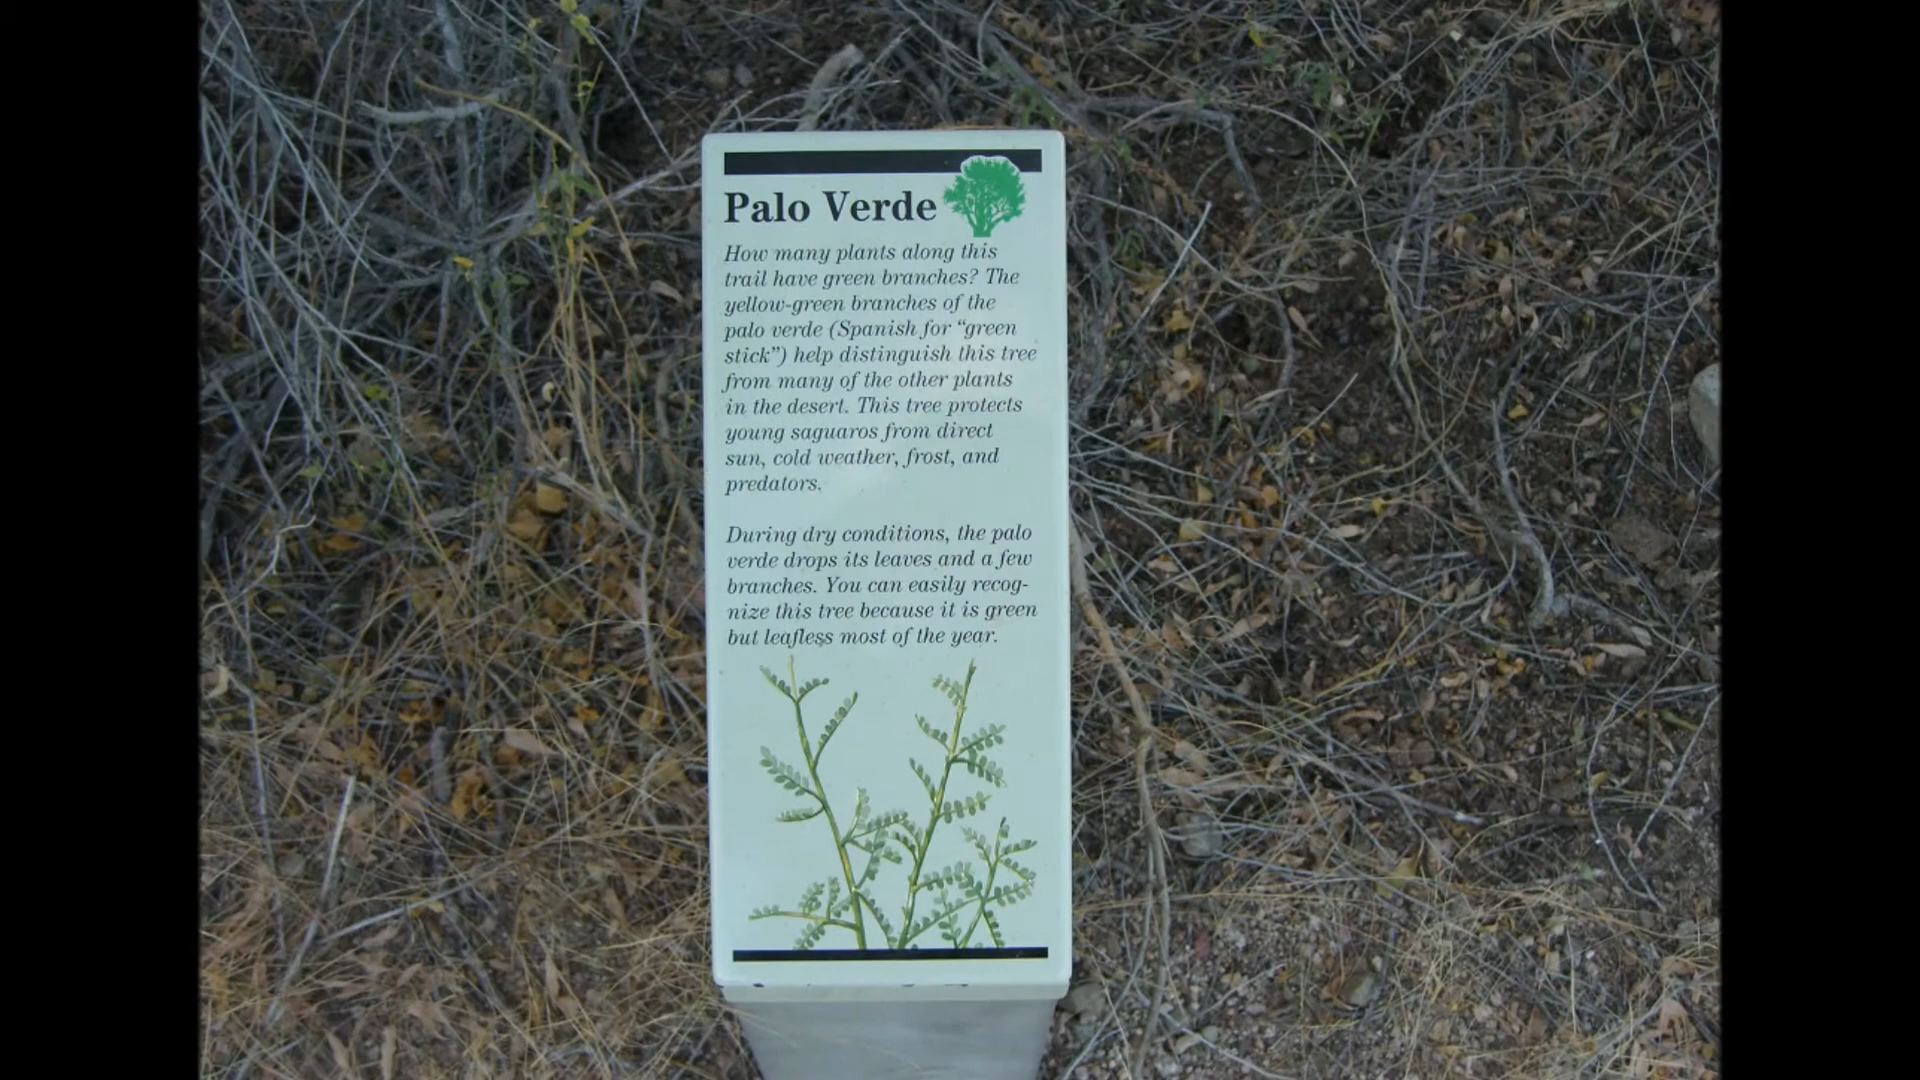 Palo Verde
How many plants along this
trail have green branches? The
yellow-green branches of the
palo verde (Spanish for “green
stick”) help distinguish this tree
from many of the other plants
in the desert. This tree protects
young saguaros from direct
sun, cold weather, frost, and
predators.
During dry conditions, the palo
verde drops its leaves and a few
branches. You can easily recog-
nize this tree because it is green
but leafless most of the year.